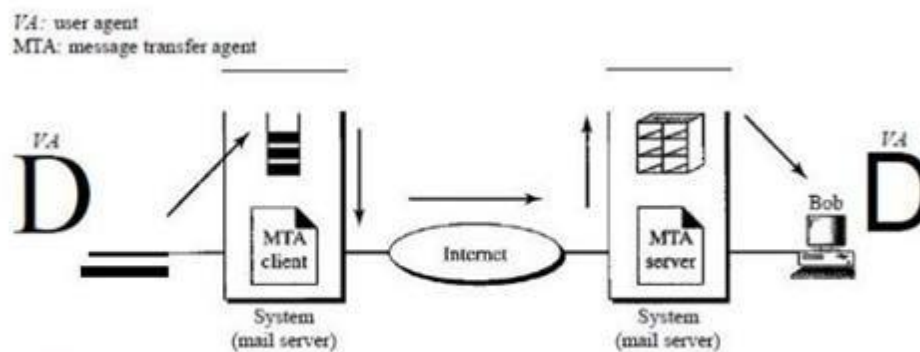 VA: user agent
MTA: message transfer agent
VA
D
MTA
client
System
(mail server)
Internet
MTA
server
System
(mail server)
Bob
VA
D